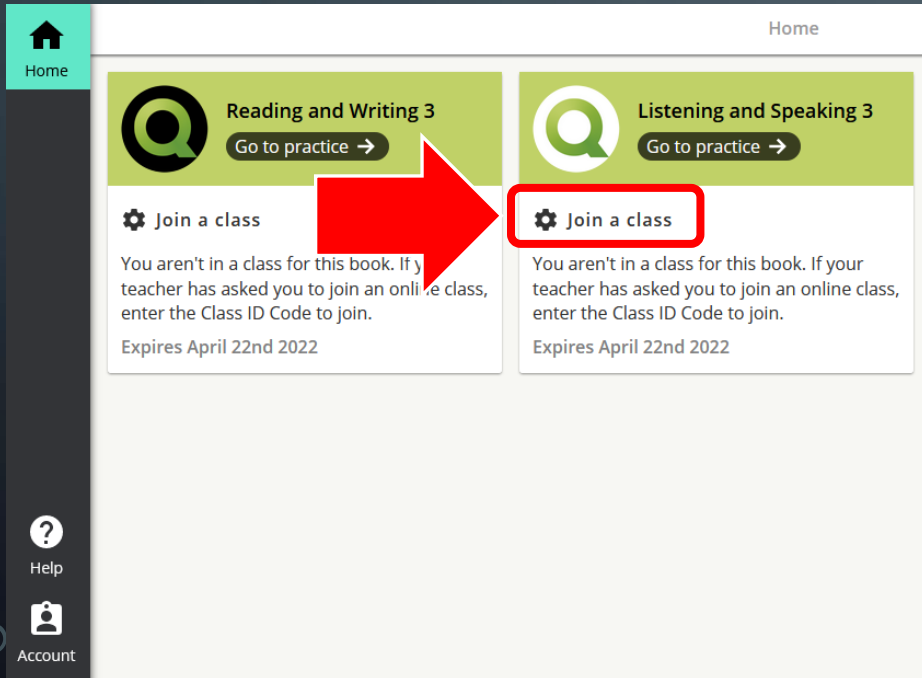 Home
Home
Reading and Writing 3
Go to practice →
Join a class
You aren't in a class for this book. If y
teacher has asked you to join an online class,
enter the Class ID Code to join.
Expires April 22nd 2022
Listening and Speaking 3
Go to practice →
Join a class
You aren't in a class for this book. If your
teacher has asked you to join an online class,
enter the Class ID Code to join.
Expires April 22nd 2022
Help
Account